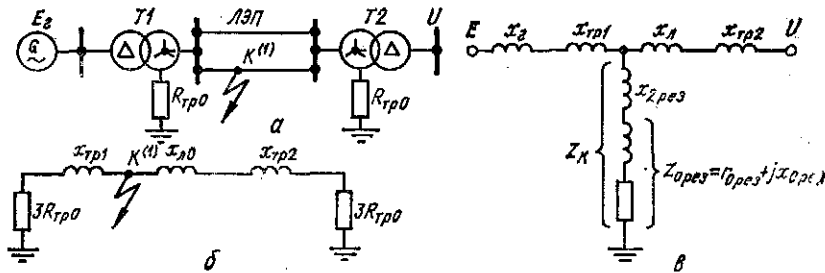 Eг T1 ЛЭП T2 U
G ~ Δ K⁽¹⁾ Δ
Rтр0 Rтр0
а
E xг xтр1 xл xтр2 U
x2рез
Zк
Z0рез=r0рез+jx0рез
в
xтр1 K⁽¹⁾ xл0 xтр2
3Rтр0 3Rтр0
б